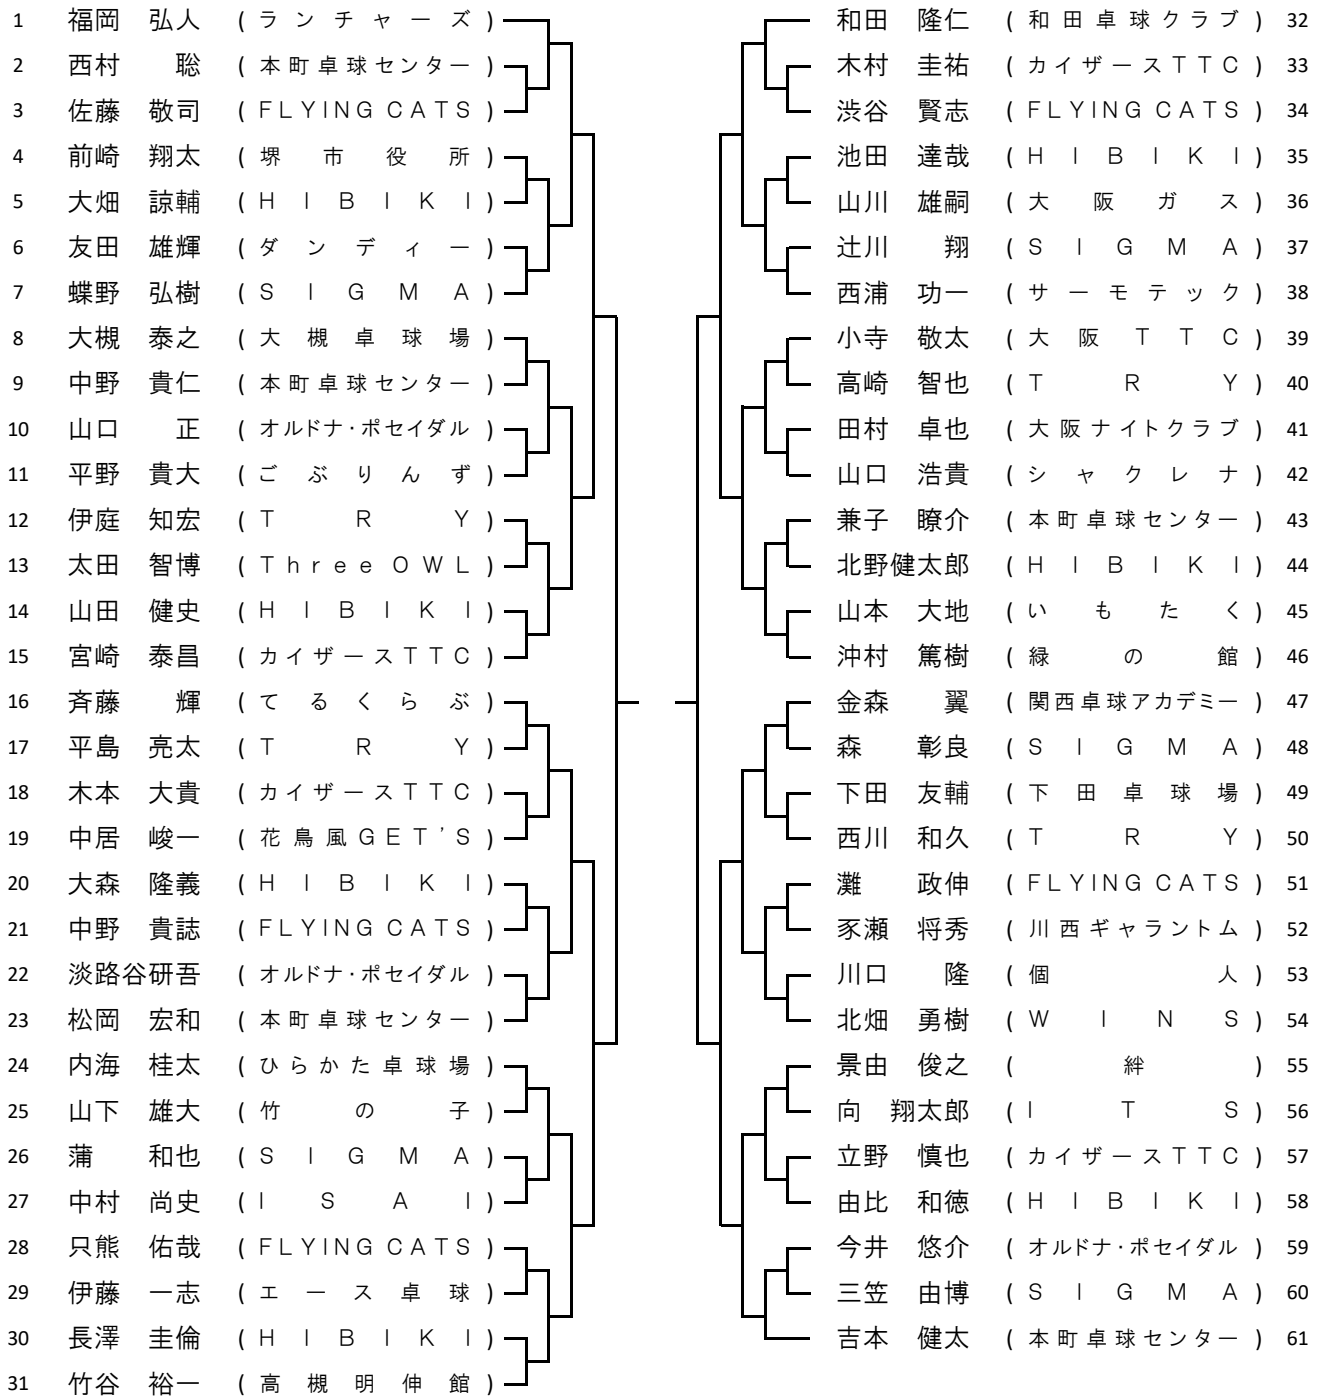 1 福岡 弘人 (ランチャーズ)
2 西村 聡 (本町卓球センター)
3 佐藤 敬司 (FLYING CATS)
4 前崎 翔太 (堺市役所)
5 大畑 諒輔 (HIBIKI)
6 友田 雄輝 (ダンディー)
7 蝶野 弘樹 (SIGMA)
8 大槻 泰之 (大槻卓球場)
9 中野 貴仁 (本町卓球センター)
10 山口 正 (オルドナ・ポセイダル)
11 平野 貴大 (ごぶりんず)
12 伊庭 知宏 (TRY)
13 太田 智博 (Three OWL)
14 山田 健史 (HIBIKI)
15 宮崎 泰昌 (カイザースTTC)
16 斉藤 輝 (てるくらぶ)
17 平島 亮太 (TRY)
18 木本 大貴 (カイザースTTC)
19 中居 峻一 (花鳥風GET'S)
20 大森 隆義 (HIBIKI)
21 中野 貴誌 (FLYING CATS)
22 淡路谷研吾 (オルドナ・ポセイダル)
23 松岡 宏和 (本町卓球センター)
24 内海 桂太 (ひらかた卓球場)
25 山下 雄大 (竹の子)
26 蒲 和也 (SIGMA)
27 中村 尚史 (ISAI)
28 只熊 佑哉 (FLYING CATS)
29 伊藤 一志 (エース卓球)
30 長澤 圭倫 (HIBIKI)
31 竹谷 裕一 (高槻明伸館)
和田 隆仁 (和田卓球クラブ) 32
木村 圭祐 (カイザースTTC) 33
渋谷 賢志 (FLYING CATS) 34
池田 達哉 (HIBIKI) 35
山川 雄嗣 (大阪ガス) 36
辻川 翔 (SIGMA) 37
西浦 功一 (サーモテック) 38
小寺 敬太 (大阪TTC) 39
高崎 智也 (TRY) 40
田村 卓也 (大阪ナイトクラブ) 41
山口 浩貴 (シャクレナ) 42
兼子 瞭介 (本町卓球センター) 43
北野健太郎 (HIBIKI) 44
山本 大地 (いもたく) 45
沖村 篤樹 (緑の館) 46
金森 翼 (関西卓球アカデミー) 47
森 彰良 (SIGMA) 48
下田 友輔 (下田卓球場) 49
西川 和久 (TRY) 50
灘 政伸 (FLYING CATS) 51
豕瀬 将秀 (川西ギャラントム) 52
川口 隆 (個人) 53
北畑 勇樹 (WINS) 54
景由 俊之 (絆) 55
向 翔太郎 (ITS) 56
立野 慎也 (カイザースTTC) 57
由比 和徳 (HIBIKI) 58
今井 悠介 (オルドナ・ポセイダル) 59
三笠 由博 (SIGMA) 60
吉本 健太 (本町卓球センター) 61